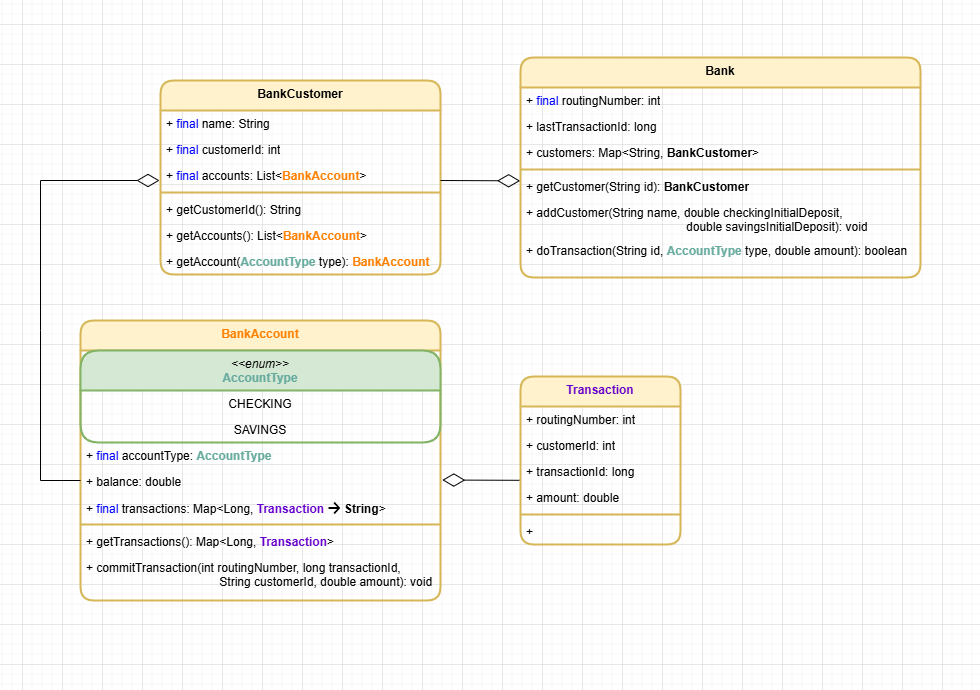 BankCustomer
+ final name: String
+ final customerId: int
+ final accounts: List<BankAccount>
+ getCustomerId(): String
+ getAccounts(): List<BankAccount>
+ getAccount(AccountType type): BankAccount
Bank
+ final routingNumber: int
+ lastTransactionId: long
+ customers: Map<String, BankCustomer>
+ getCustomer(String id): BankCustomer
+ addCustomer(String name, double checkingInitialDeposit,
double savingsInitialDeposit): void
+ doTransaction(String id, AccountType type, double amount): boolean
BankAccount
<<enum>>
AccountType
CHECKING
SAVINGS
+ final accountType: AccountType
+ balance: double
+ final transactions: Map<Long, Transaction → String>
+ getTransactions(): Map<Long, Transaction>
+ commitTransaction(int routingNumber, long transactionId,
String customerId, double amount): void
Transaction
+ routingNumber: int
+ customerId: int
+ transactionId: long
+ amount: double
+